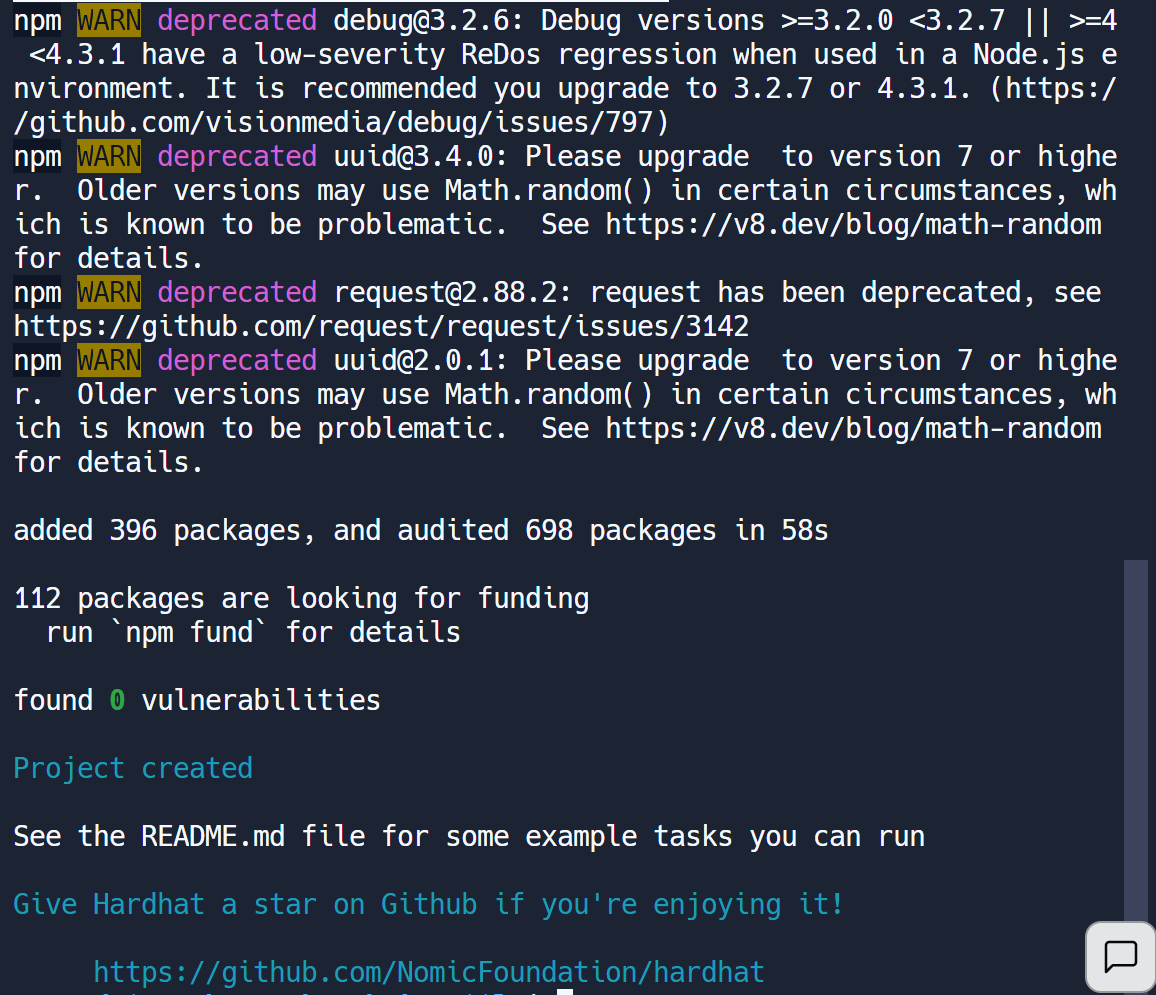 npm WARN deprecated debug@3.2.6: Debug versions >=3.2.0 <3.2.7 || >=4
 <4.3.1 have a low-severity ReDos regression when used in a Node.js e
nvironment. It is recommended you upgrade to 3.2.7 or 4.3.1. (https:/
/github.com/visionmedia/debug/issues/797)
npm WARN deprecated uuid@3.4.0: Please upgrade  to version 7 or highe
r.  Older versions may use Math.random() in certain circumstances, wh
ich is known to be problematic.  See https://v8.dev/blog/math-random
for details.
npm WARN deprecated request@2.88.2: request has been deprecated, see
https://github.com/request/request/issues/3142
npm WARN deprecated uuid@2.0.1: Please upgrade  to version 7 or highe
r.  Older versions may use Math.random() in certain circumstances, wh
ich is known to be problematic.  See https://v8.dev/blog/math-random
for details.
added 396 packages, and audited 698 packages in 58s
112 packages are looking for funding
  run `npm fund` for details
found 0 vulnerabilities
Project created
See the README.md file for some example tasks you can run
Give Hardhat a star on Github if you're enjoying it!
     https://github.com/NomicFoundation/hardhat